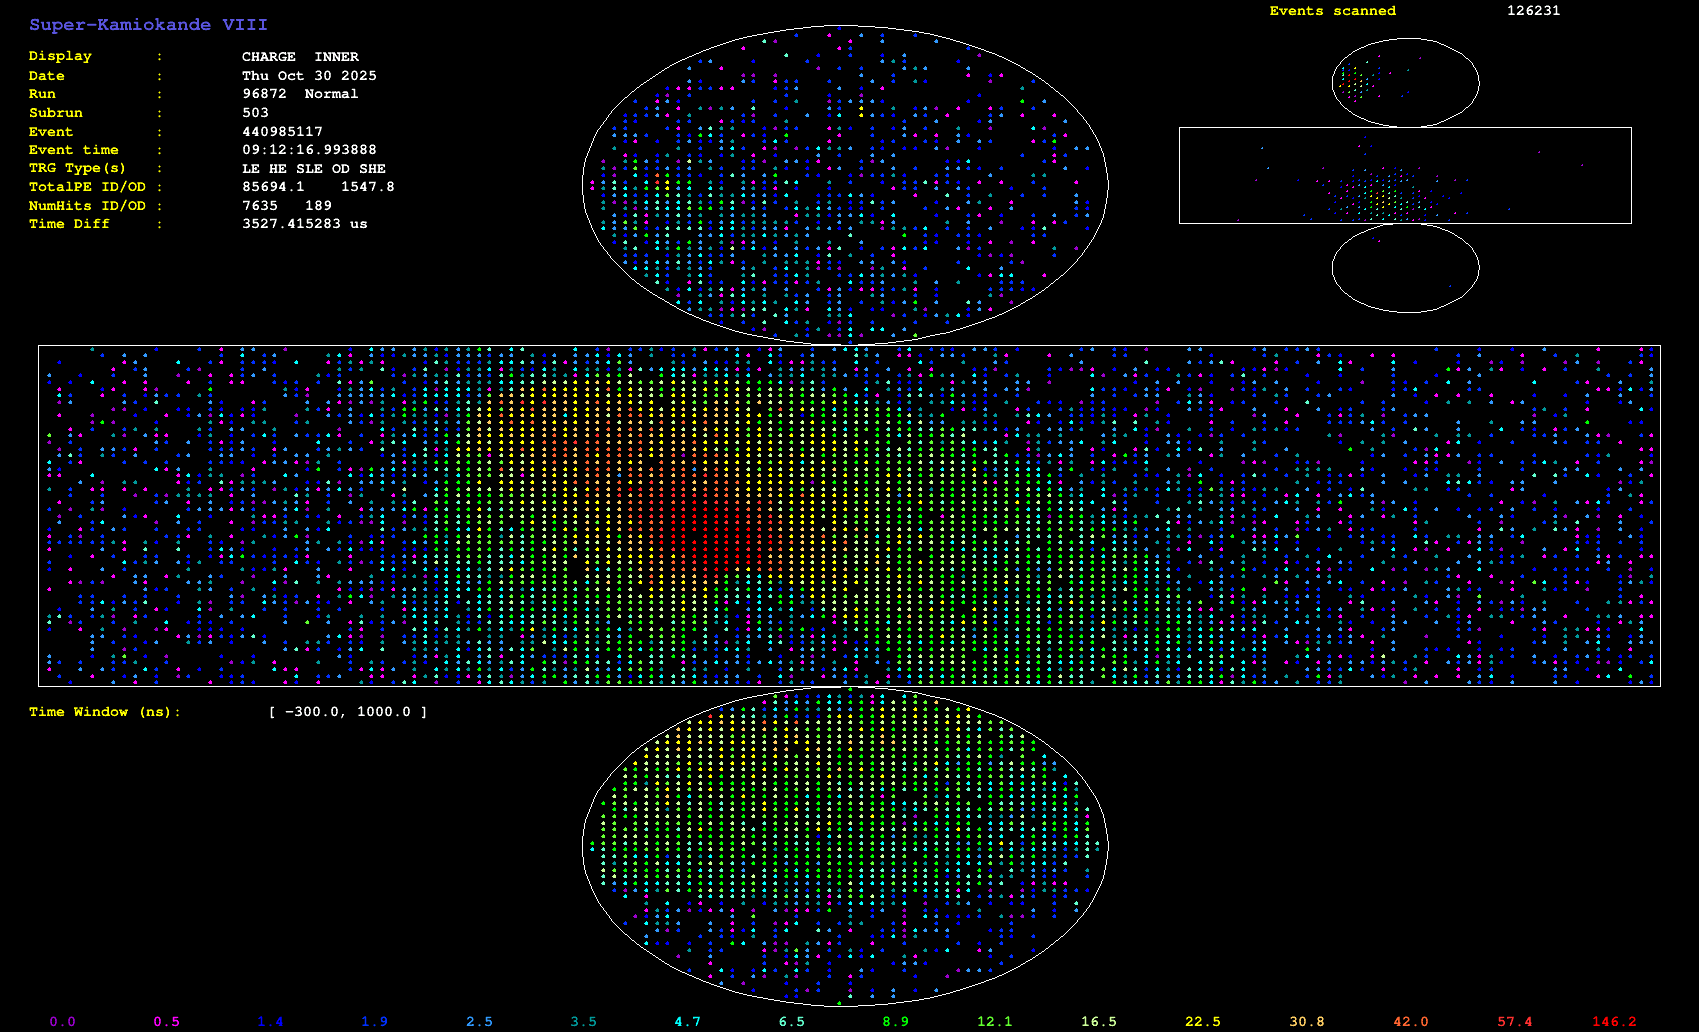 Super-Kamiokande VIII
Events scanned 126231
Display : CHARGE INNER
Date : Thu Oct 30 2025
Run : 96872 Normal
Subrun : 503
Event : 440985117
Event time : 09:12:16.993888
TRG Type(s) : LE HE SLE OD SHE
TotalPE ID/OD : 85694.1 1547.8
NumHits ID/OD : 7635 189
Time Diff : 3527.415283 us
Time Window (ns): [ -300.0, 1000.0 ]
0.0 0.5 1.4 1.9 2.5 3.5 4.7 6.5 8.9 12.1 16.5 22.5 30.8 42.0 57.4 146.2